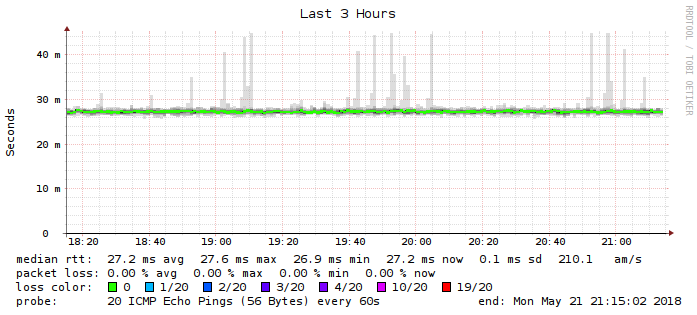 Last 3 Hours
RRDTOOL / TOBI OETIKER
Seconds
40 m
30 m
20 m
10 m
0
18:20 18:40 19:00 19:20 19:40 20:00 20:20 20:40 21:00
median rtt: 27.2 ms avg 27.6 ms max 26.9 ms min 27.2 ms now 0.1 ms sd 210.1 am/s
packet loss: 0.00 % avg 0.00 % max 0.00 % min 0.00 % now
loss color: 0 1/20 2/20 3/20 4/20 10/20 19/20
probe: 20 ICMP Echo Pings (56 Bytes) every 60s end: Mon May 21 21:15:02 2018